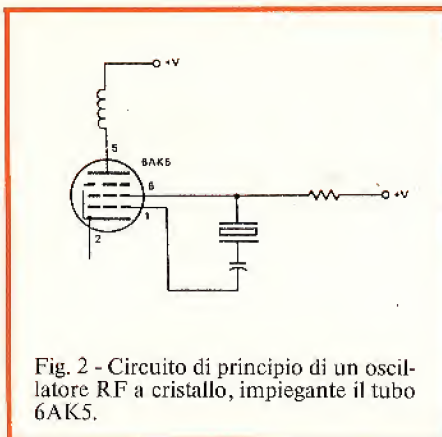 +V
5
6AK5
6
+V
1
2
Fig. 2 - Circuito di principio di un oscil-
latore RF a cristallo, impiegante il tubo
6AK5.